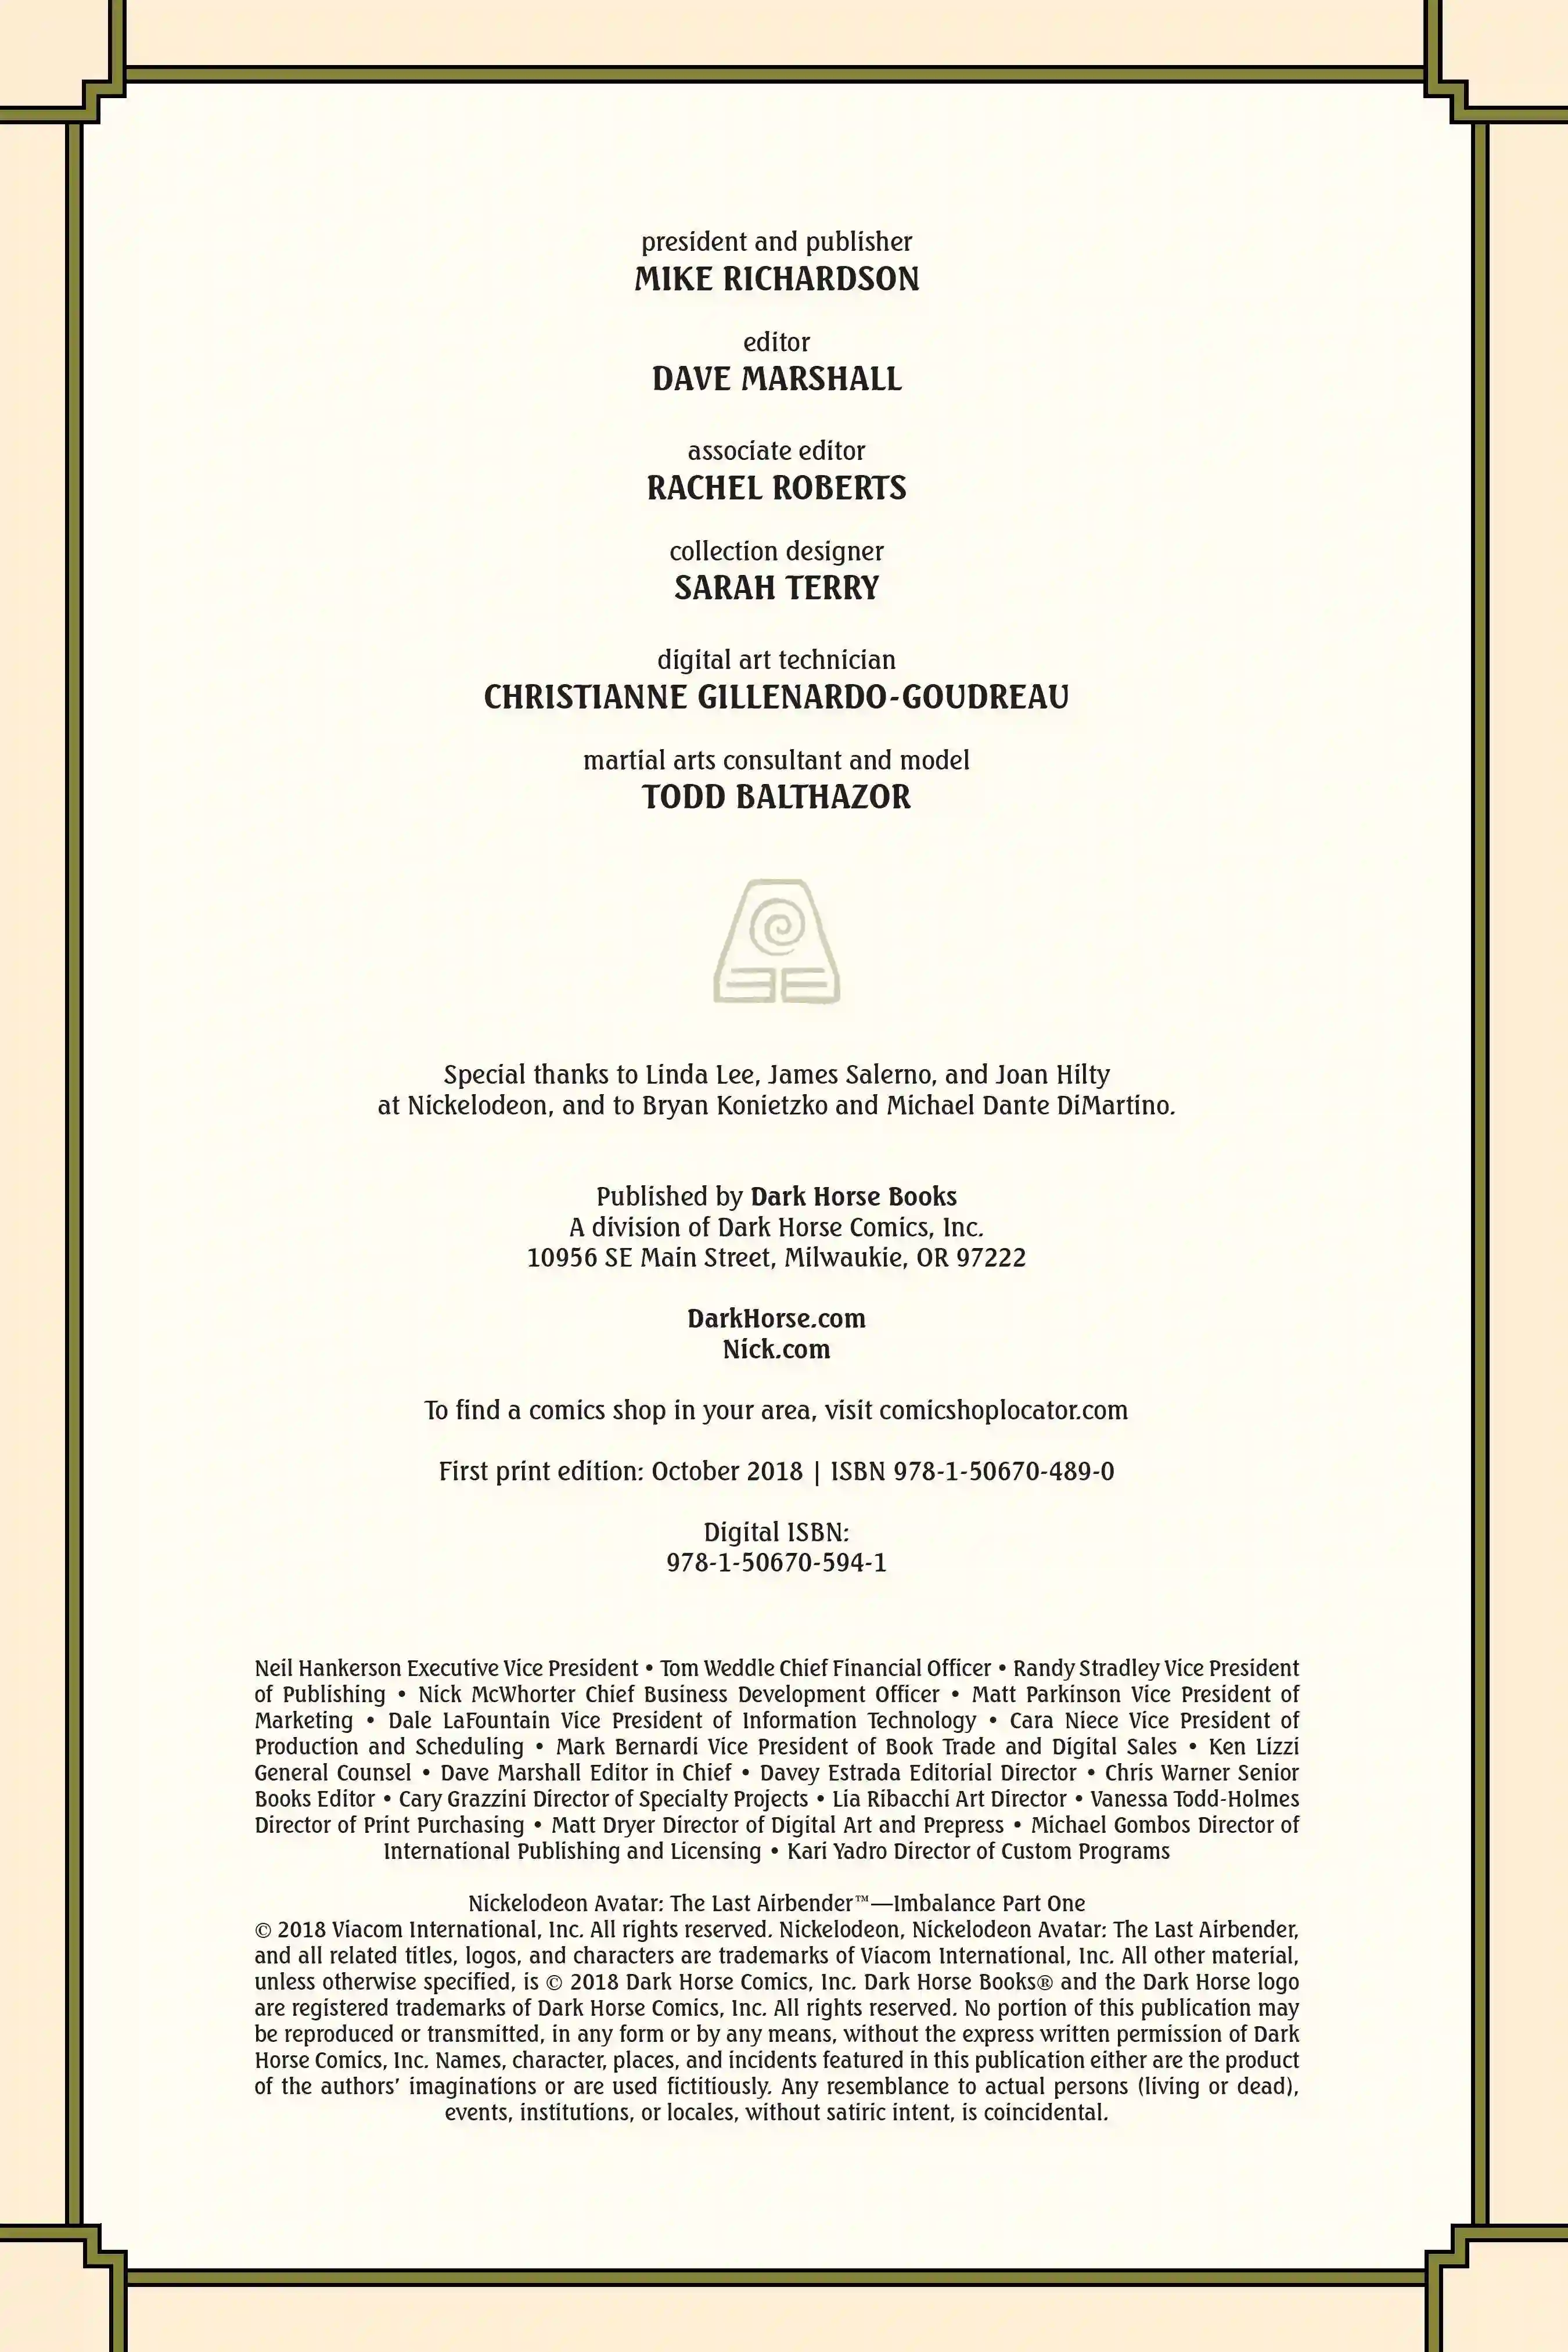 president and publisher
MIKE RICHARDSON
editor
DAVE MARSHALL
associate editor
RACHEL ROBERTS
collection designer
SARAH TERRY
digital art technician
CHRISTIANNE GILLENARDO-GOUDREAU
martial arts consultant and model
TODD BALTHAZOR
Special thanks to Linda Lee, James Salerno, and Joan Hilty
at Nickelodeon, and to Bryan Konietzko and Michael Dante DiMartino.
Published by Dark Horse Books
A division of Dark Horse Comics, Inc.
10956 SE Main Street, Milwaukie, OR 97222
DarkHorse.com
Nick.com
To find a comics shop in your area, visit comicshoplocator.com
First print edition: October 2018 | ISBN 978-1-50670-489-0
Digital ISBN:
978-1-50670-594-1
Neil Hankerson Executive Vice President • Tom Weddle Chief Financial Officer • Randy Stradley Vice President
of Publishing • Nick McWhorter Chief Business Development Officer • Matt Parkinson Vice President of
Marketing • Dale LaFountain Vice President of Information Technology • Cara Niece Vice President of
Production and Scheduling • Mark Bernardi Vice President of Book Trade and Digital Sales • Ken Lizzi
General Counsel • Dave Marshall Editor in Chief • Davey Estrada Editorial Director • Chris Warner Senior
Books Editor • Cary Grazzini Director of Specialty Projects • Lia Ribacchi Art Director • Vanessa Todd-Holmes
Director of Print Purchasing • Matt Dryer Director of Digital Art and Prepress • Michael Gombos Director of
International Publishing and Licensing • Kari Yadro Director of Custom Programs
Nickelodeon Avatar: The Last Airbender™—Imbalance Part One
© 2018 Viacom International, Inc. All rights reserved. Nickelodeon, Nickelodeon Avatar: The Last Airbender,
and all related titles, logos, and characters are trademarks of Viacom International, Inc. All other material,
unless otherwise specified, is © 2018 Dark Horse Comics, Inc. Dark Horse Books® and the Dark Horse logo
are registered trademarks of Dark Horse Comics, Inc. All rights reserved. No portion of this publication may
be reproduced or transmitted, in any form or by any means, without the express written permission of Dark
Horse Comics, Inc. Names, character, places, and incidents featured in this publication either are the product
of the authors’ imaginations or are used fictitiously. Any resemblance to actual persons (living or dead),
events, institutions, or locales, without satiric intent, is coincidental.